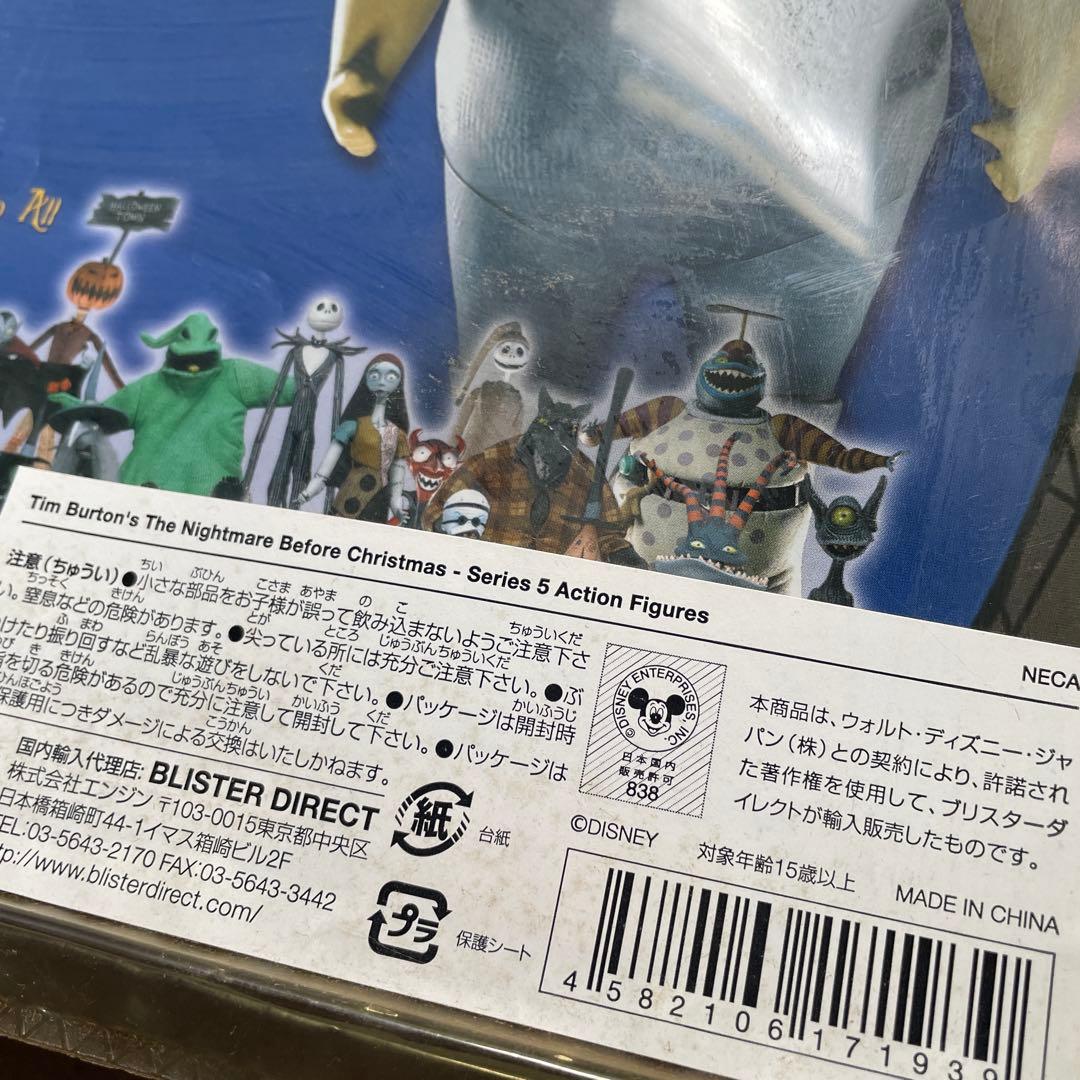 All
HALLOWEEN
TOWN
Tim Burton's The Nightmare Before Christmas - Series 5 Action Figures
NECA
注意(ちゅうい)●小さな部品をお子様が誤って飲み込まないようご注意下さ
い。窒息などの危険があります。●尖っている所には充分ご注意下さい。●ぶ
つけたり振り回すなど乱暴な遊びをしないで下さい。●パッケージは開封時
を切る危険があるので充分に注意して開封して下さい。●パッケージは
保護用につきダメージによる交換はいたしかねます。
国内輸入代理店: BLISTER DIRECT
株式会社エンジン 〒103-0015東京都中央区
日本橋箱崎町44-1イマス箱崎ビル2F
TEL:03-5643-2170 FAX:03-5643-3442
http://www.blisterdirect.com/
紙
台紙
プラ
保護シート
©DISNEY ENTERPRISES INC.
日本国内
販売許可
838
©DISNEY
本商品は、ウォルト・ディズニー・ジャ
パン(株)との契約により、許諾され
た著作権を使用して、ブリスターダ
イレクトが輸入販売したものです。
対象年齢15歳以上
MADE IN CHINA
4 582106 171939